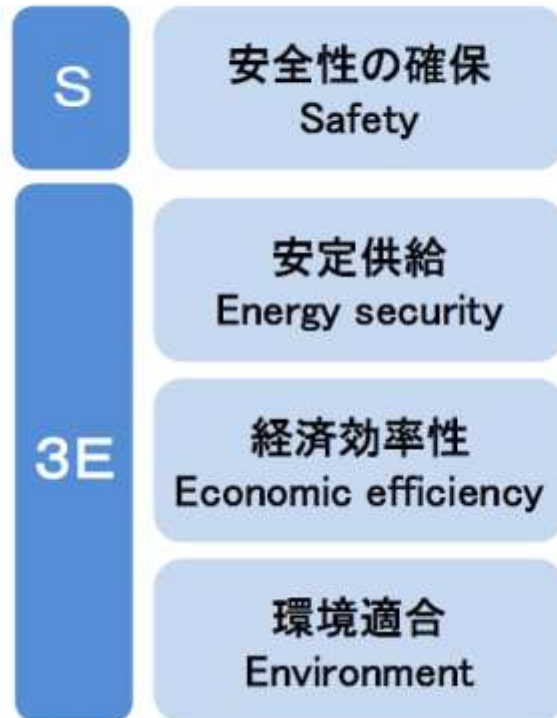 S
安全性の確保
Safety
3E
安定供給
Energy security
経済効率性
Economic efficiency
環境適合
Environment